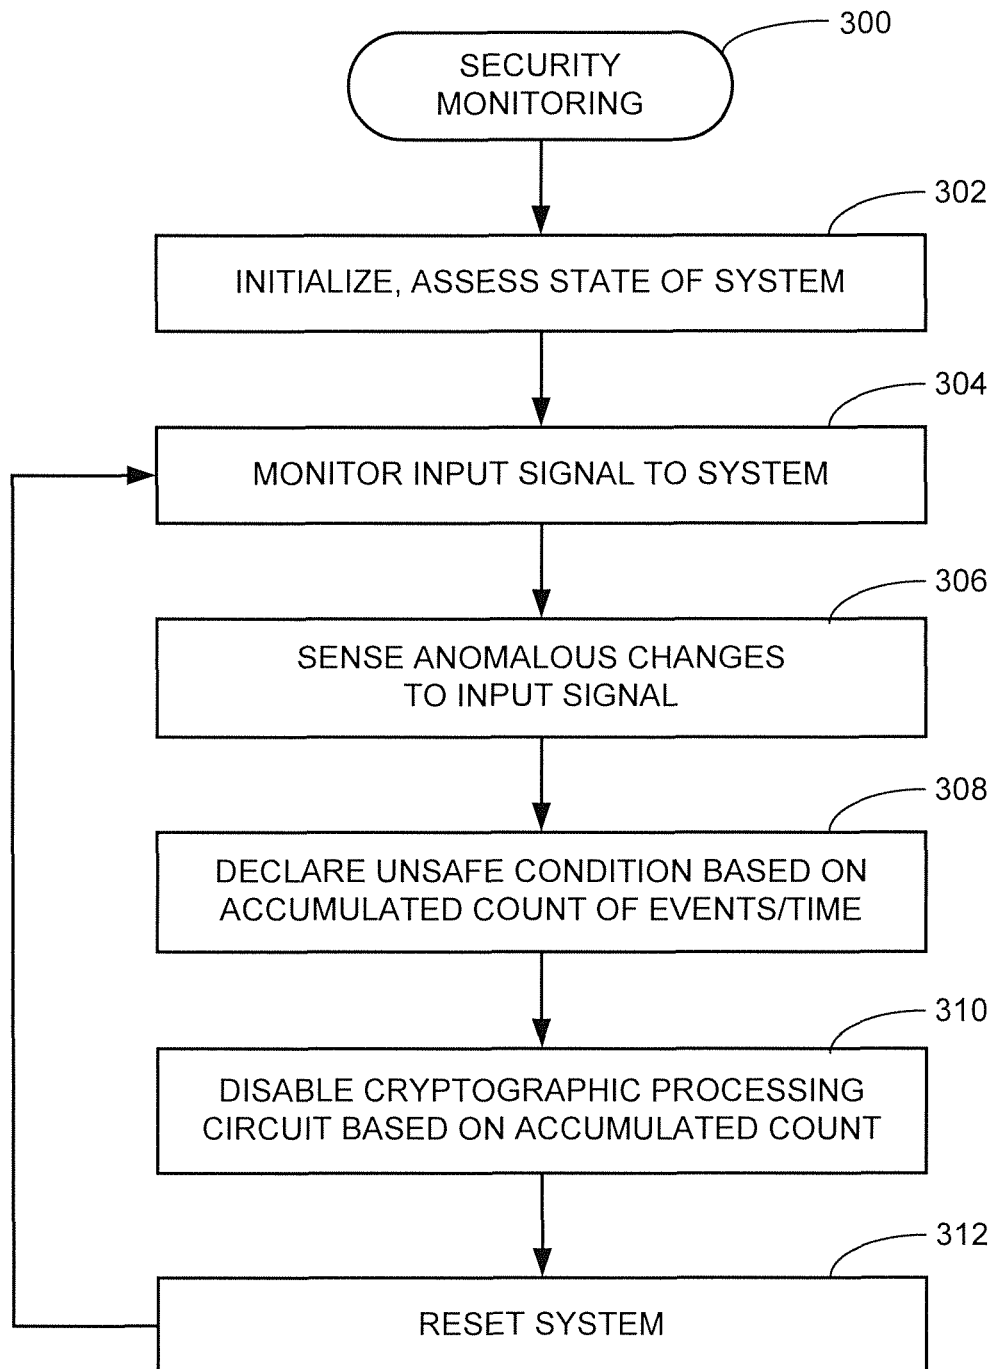 300
SECURITY
MONITORING
302
INITIALIZE, ASSESS STATE OF SYSTEM
304
MONITOR INPUT SIGNAL TO SYSTEM
306
SENSE ANOMALOUS CHANGES
TO INPUT SIGNAL
308
DECLARE UNSAFE CONDITION BASED ON
ACCUMULATED COUNT OF EVENTS/TIME
310
DISABLE CRYPTOGRAPHIC PROCESSING
CIRCUIT BASED ON ACCUMULATED COUNT
312
RESET SYSTEM